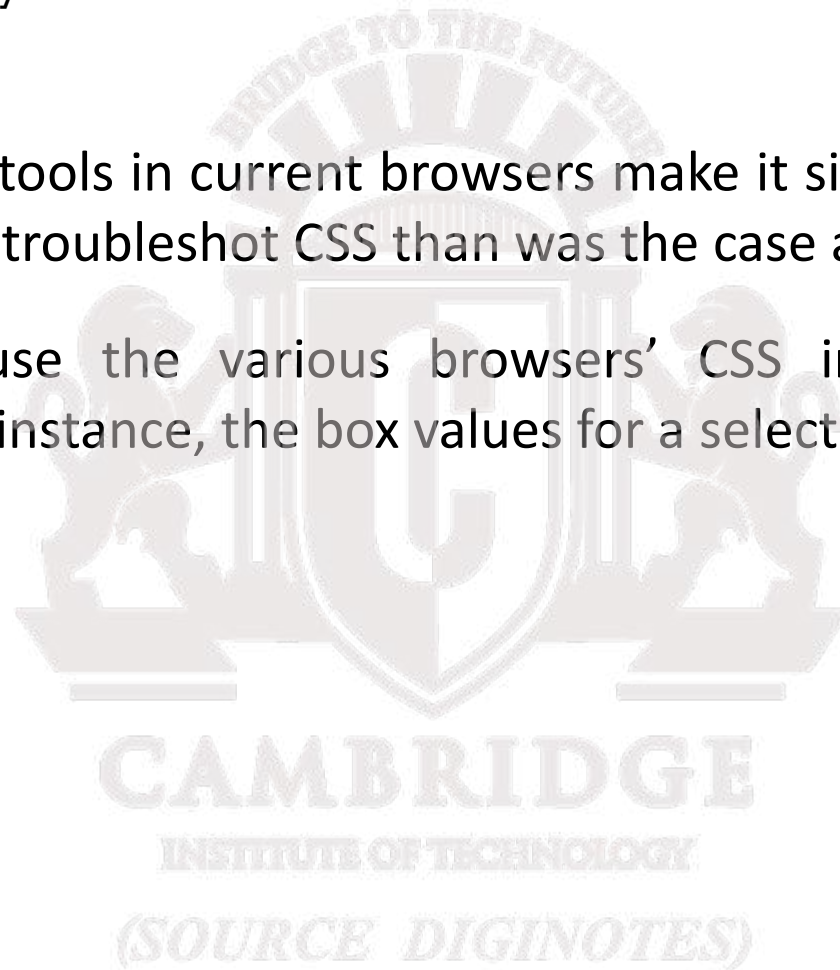 BRIDGE TO THE FUTURE
tools in current browsers make it si
troubleshot CSS than was the case
use the various browsers’ CSS i
instance, the box values for a select
C
CAMBRIDGE
INSTITUTE OF TECHNOLOGY
(SOURCE DIGINOTES)